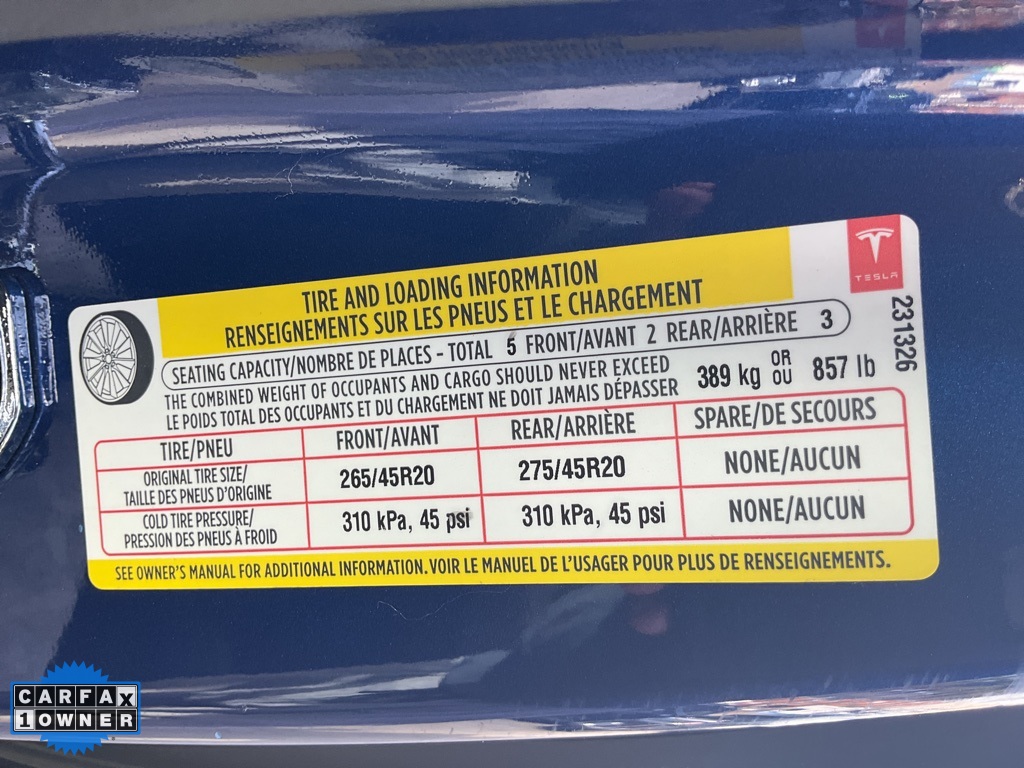 TIRE AND LOADING INFORMATION
RENSEIGNEMENTS SUR LES PNEUS ET LE CHARGEMENT
TESLA
231326
SEATING CAPACITY/NOMBRE DE PLACES - TOTAL 5 FRONT/AVANT 2 REAR/ARRIÈRE 3
THE COMBINED WEIGHT OF OCCUPANTS AND CARGO SHOULD NEVER EXCEED
LE POIDS TOTAL DES OCCUPANTS ET DU CHARGEMENT NE DOIT JAMAIS DÉPASSER
389 kg OR OU 857 lb
TIRE/PNEU FRONT/AVANT REAR/ARRIÈRE SPARE/DE SECOURS
ORIGINAL TIRE SIZE/
TAILLE DES PNEUS D'ORIGINE
265/45R20 275/45R20 NONE/AUCUN
COLD TIRE PRESSURE/
PRESSION DES PNEUS À FROID
310 kPa, 45 psi 310 kPa, 45 psi NONE/AUCUN
SEE OWNER'S MANUAL FOR ADDITIONAL INFORMATION. VOIR LE MANUEL DE L'USAGER POUR PLUS DE RENSEIGNEMENTS.
CARFAX
1 OWNER